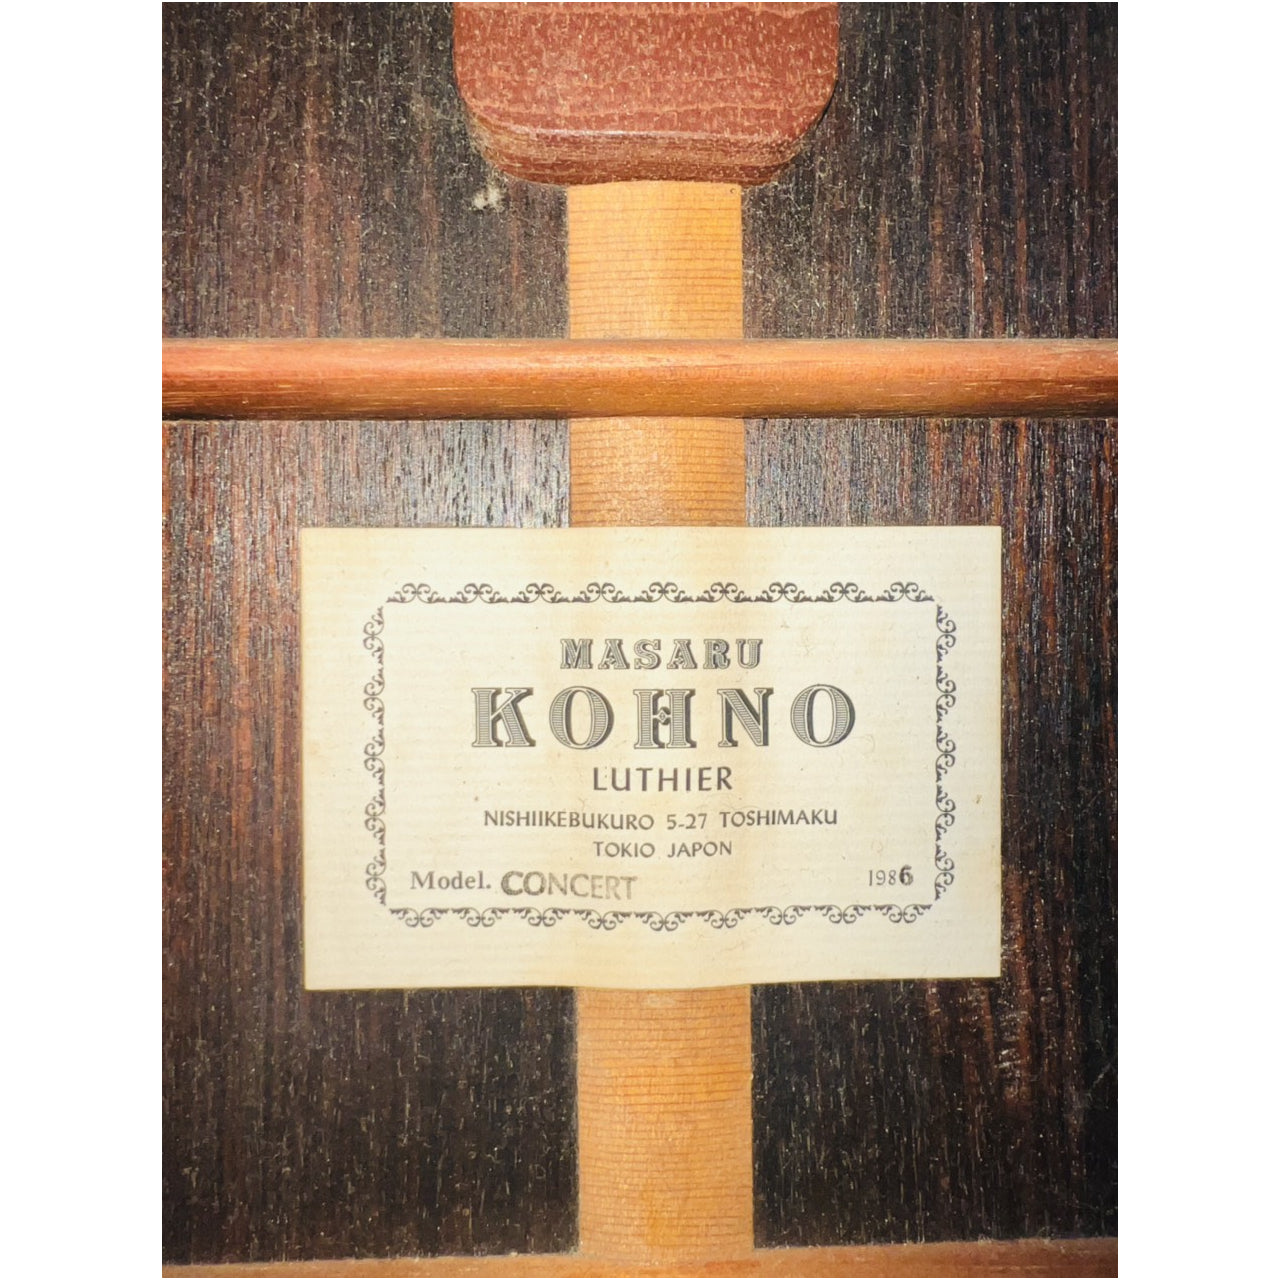 MASARU
KOHNO
LUTHIER
NISHIIKEBUKURO 5-27 TOSHIMAKU
TOKIO JAPON
Model. CONCERT 1986